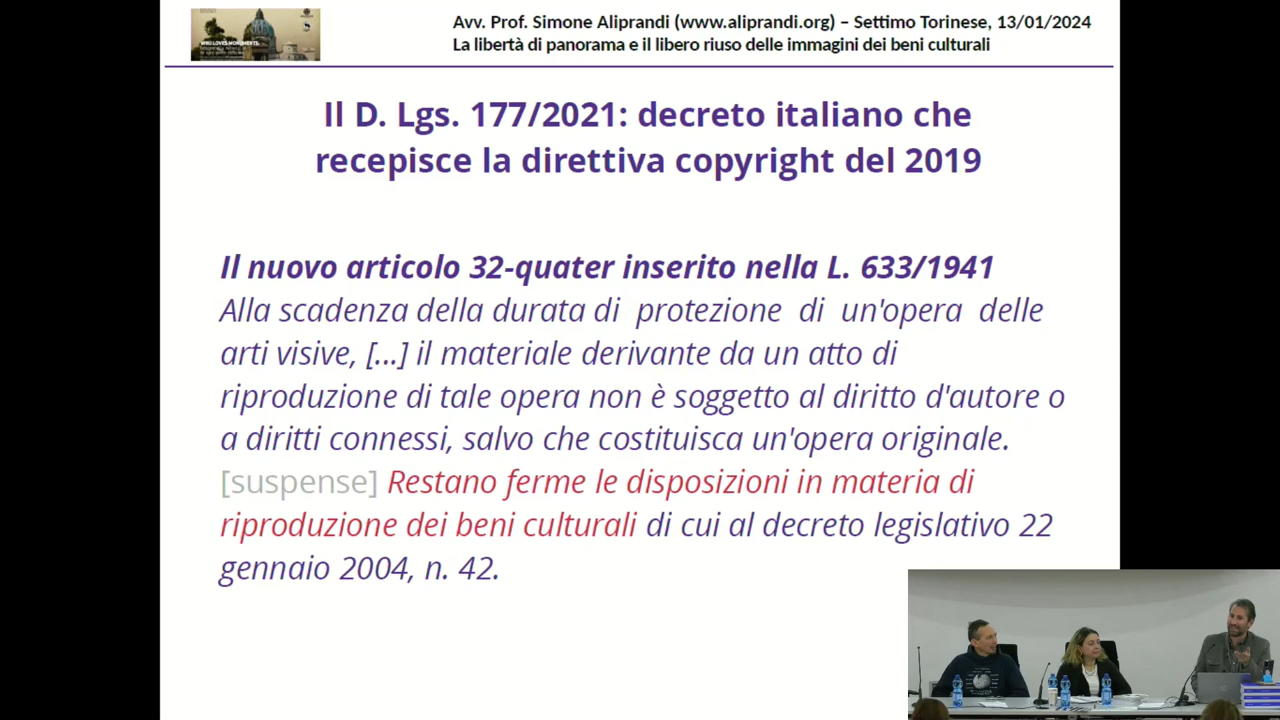 Avv. Prof. Simone Aliprandi (www.aliprandi.org) – Settimo Torinese, 13/01/2024
La libertà di panorama e il libero riuso delle immagini dei beni culturali
WHO LOVES MONUMENTS
Il D. Lgs. 177/2021: decreto italiano che
recepisce la direttiva copyright del 2019
Il nuovo articolo 32-quater inserito nella L. 633/1941
Alla scadenza della durata di protezione di un'opera delle
arti visive, [...] il materiale derivante da un atto di
riproduzione di tale opera non è soggetto al diritto d'autore o
a diritti connessi, salvo che costituisca un'opera originale.
[suspense] Restano ferme le disposizioni in materia di
riproduzione dei beni culturali di cui al decreto legislativo 22
gennaio 2004, n. 42.